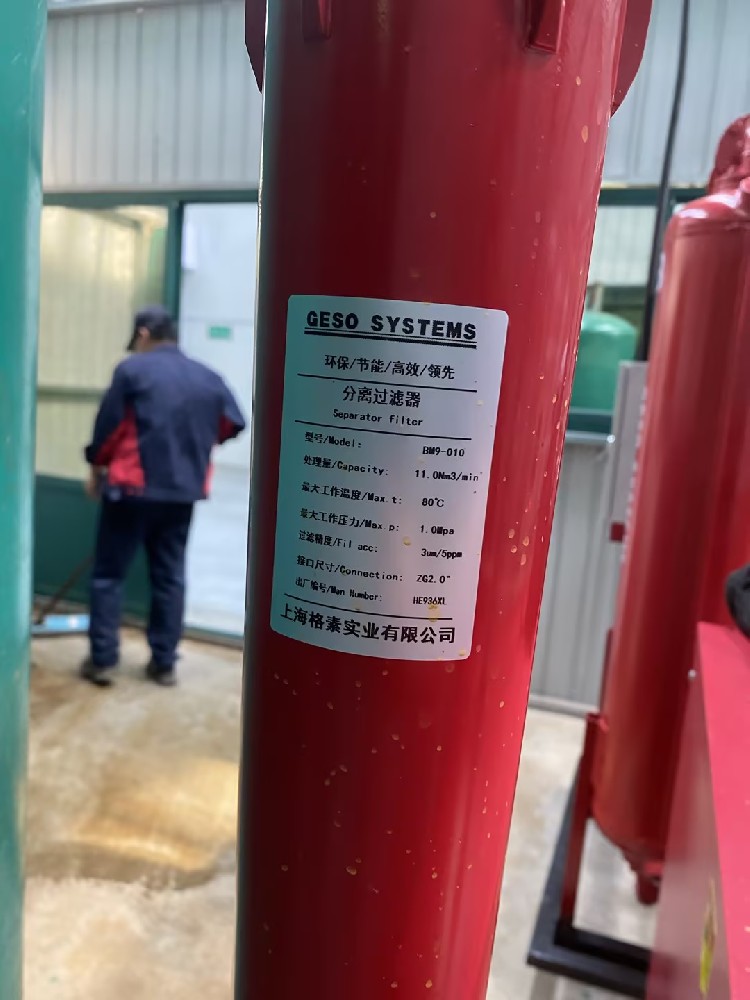 GESO SYSTEMS
环保/节能/高效/领先
分离过滤器
Separator Filter
型号/Model: BM9-010
处理量/Capacity: 11.0Nm3/min
最大工作温度/Max.t: 80℃
最大工作压力/Max.p: 1.0Mpa
过滤精度/Fil acc: 3um/5ppm
接口尺寸/Connection: ZG2.0"
出厂编号/Man Number: HE936XL
上海格素实业有限公司